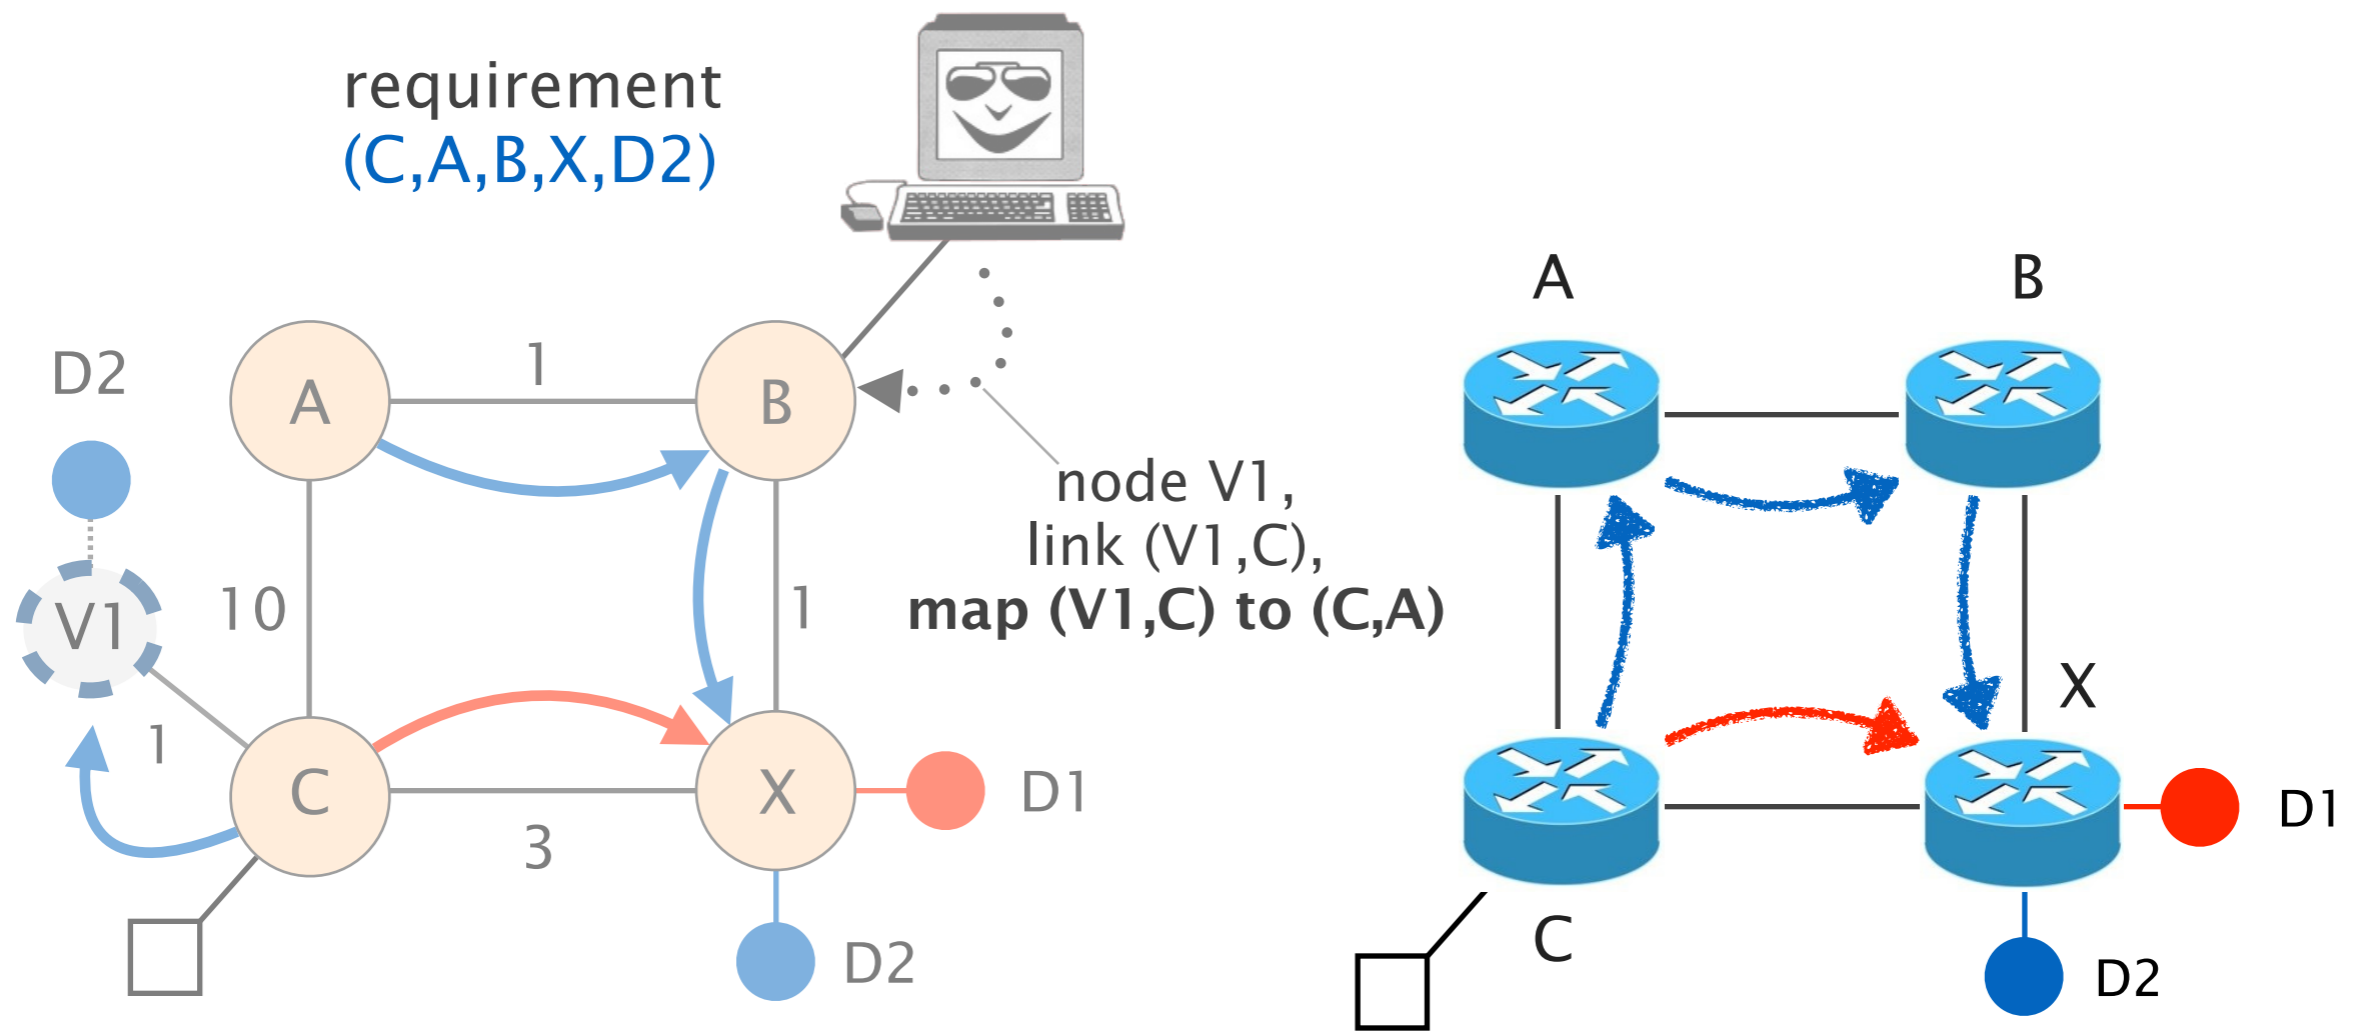 requirement
(C,A,B,X,D2)
D2
A
1
B
V1
10
1
1
C
3
X
D1
D2
node V1,
link (V1,C),
map (V1,C) to (C,A)
A
B
X
C
D1
D2